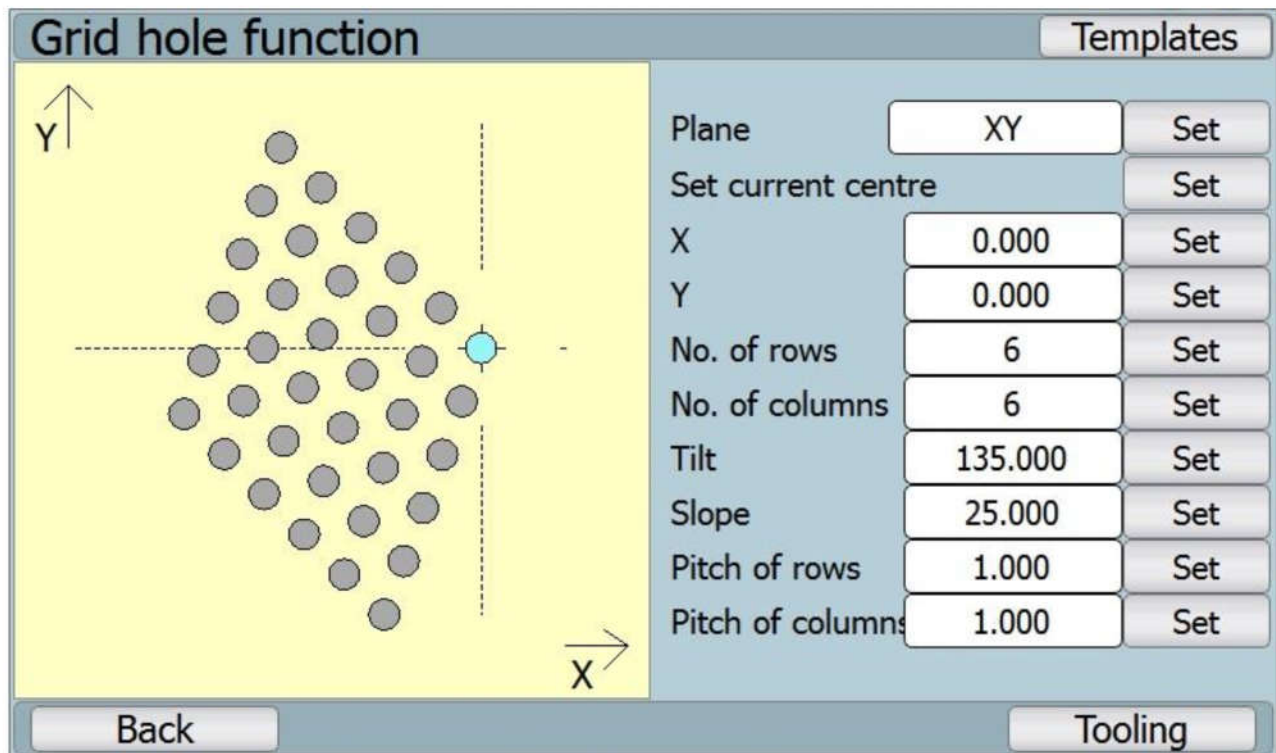 Grid hole function Templates
Y
Plane XY Set
Set current centre Set
X 0.000 Set
Y 0.000 Set
No. of rows 6 Set
No. of columns 6 Set
Tilt 135.000 Set
Slope 25.000 Set
Pitch of rows 1.000 Set
Pitch of columns 1.000 Set
X
Back Tooling